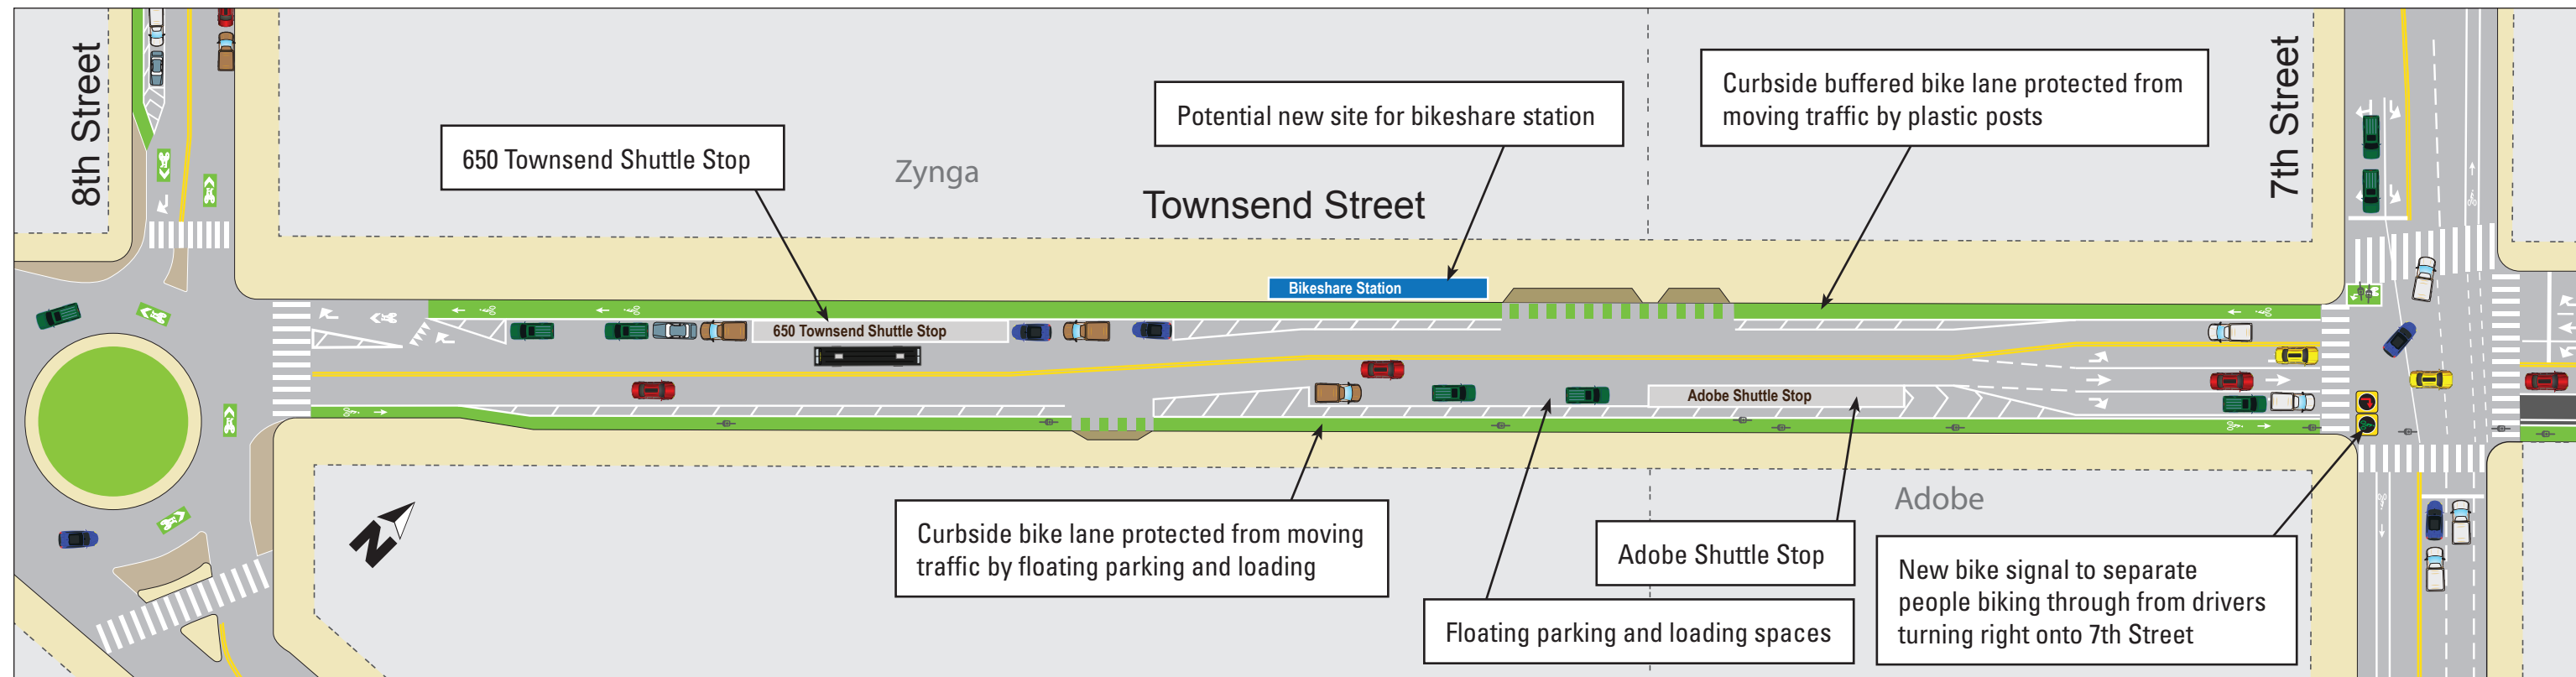 8th Street
650 Townsend Shuttle Stop
Zynga
Potential new site for bikeshare station
Townsend Street
Curbside buffered bike lane protected from
moving traffic by plastic posts
7th Street
Bikeshare Station
650 Townsend Shuttle Stop
Adobe Shuttle Stop
N
Curbside bike lane protected from moving
traffic by floating parking and loading
Adobe
Adobe Shuttle Stop
Floating parking and loading spaces
New bike signal to separate
people biking through from drivers
turning right onto 7th Street